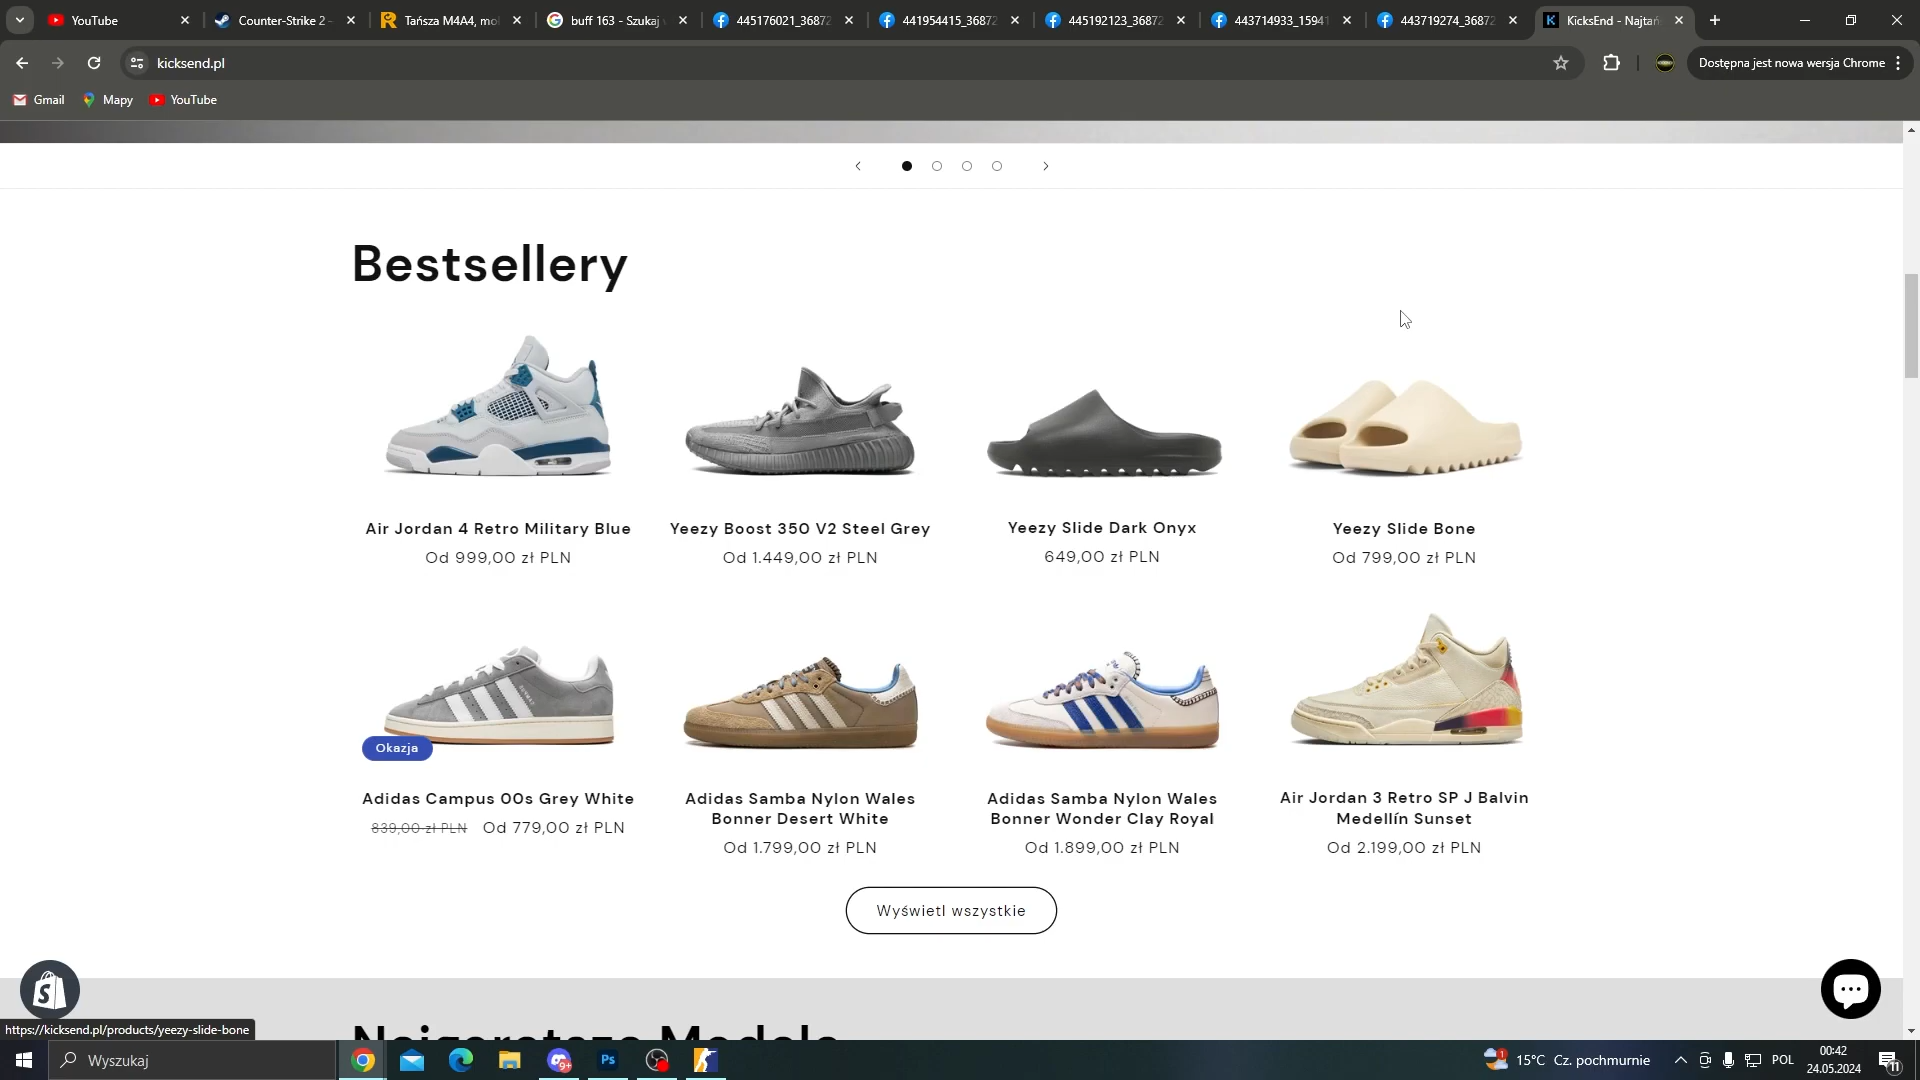 YouTube
Counter-Strike 2 -
Tańsza M4A4, mo
buff 163 - Szukaj
445176021_36872
441954415_36872
445192123_36872
443714933_15941
443719274_36872
KicksEnd - Najtań
kicksend.pl
Dostępna jest nowa wersja Chrome
Gmail
Mapy
YouTube
Bestsellery
Air Jordan 4 Retro Military Blue
Od 999,00 zł PLN
Yeezy Boost 350 V2 Steel Grey
Od 1.449,00 zł PLN
Yeezy Slide Dark Onyx
649,00 zł PLN
Yeezy Slide Bone
Od 799,00 zł PLN
Okazja
Adidas Campus 00s Grey White
839,00 zł PLN Od 779,00 zł PLN
Adidas Samba Nylon Wales
Bonner Desert White
Od 1.799,00 zł PLN
Adidas Samba Nylon Wales
Bonner Wonder Clay Royal
Od 1.899,00 zł PLN
Air Jordan 3 Retro SP J Balvin
Medellín Sunset
Od 2.199,00 zł PLN
Wyświetl wszystkie
https://kicksend.pl/products/yeezy-slide-bone
Wyszukaj
Ps
9+
1
15°C Cz. pochmurnie
POL
00:42
24.05.2024
11